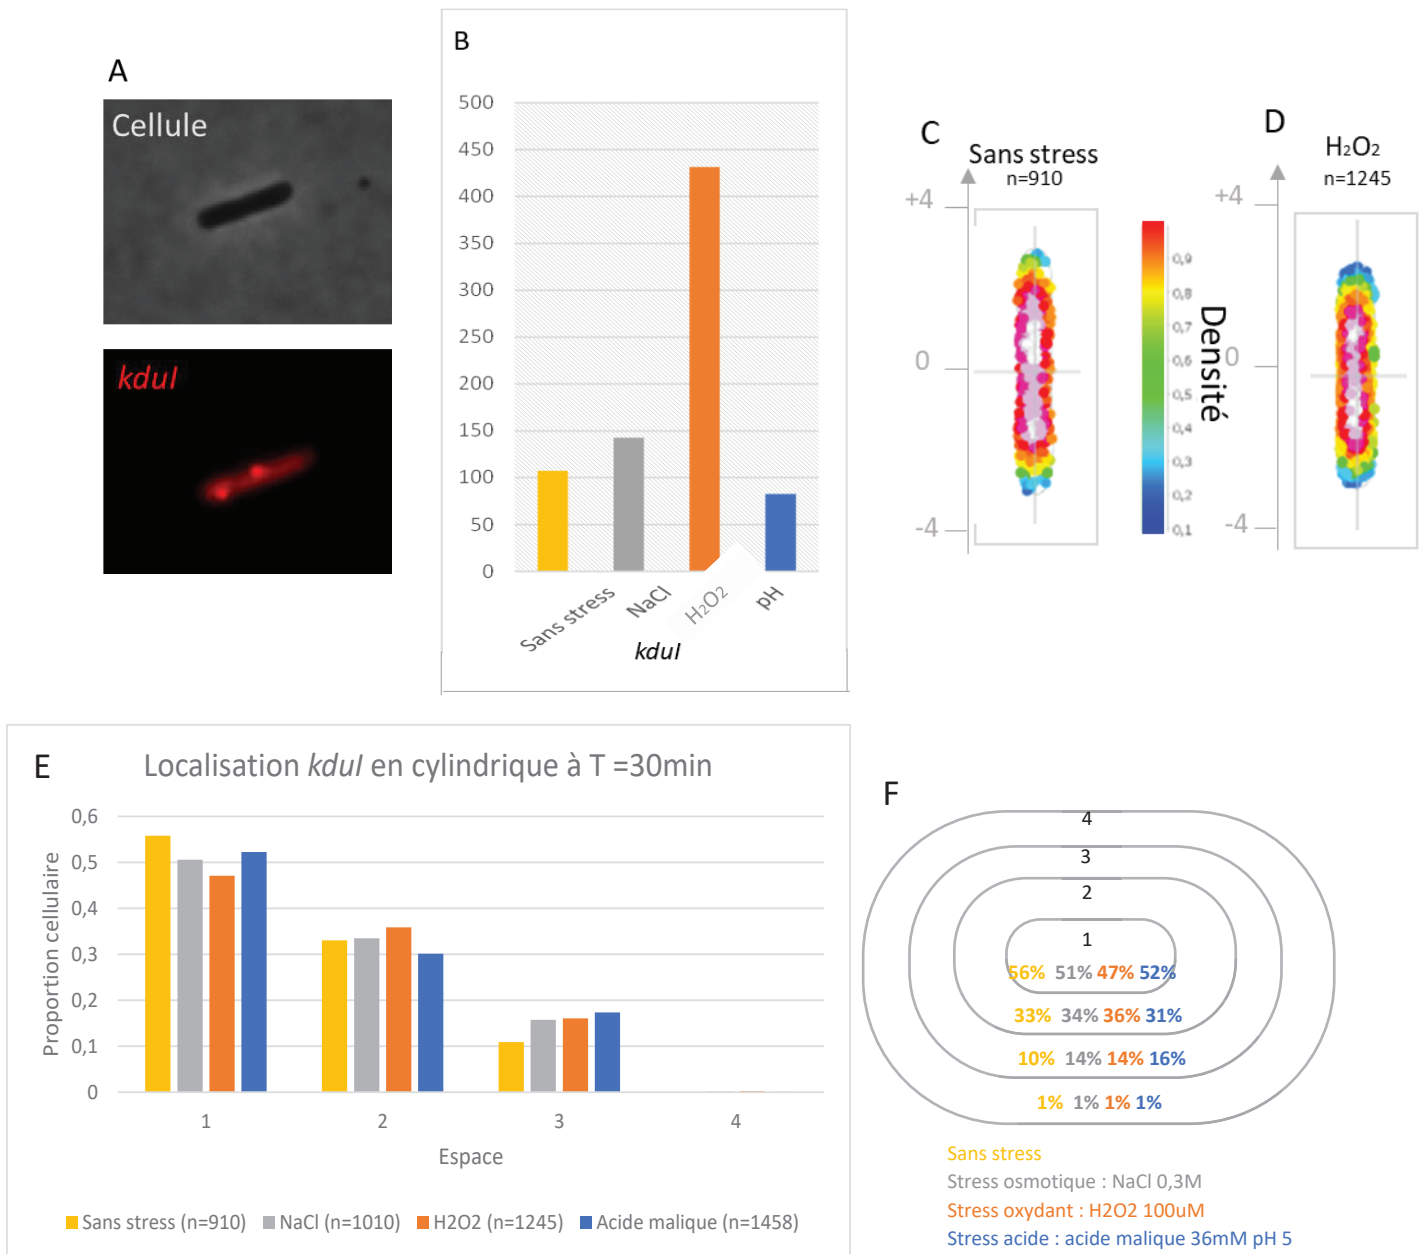 A
Cellule
kduI
B
500
450
400
350
300
250
200
150
100
50
0
Sans stress
NaCl
H₂O₂
pH
kduI
C
Sans stress
n=910
+4
0
-4
0,9
0,8
0,7
0,6
0,5
0,4
0,3
0,2
0,1
Densité
D
H₂O₂
n=1245
+4
0
-4
E
Localisation kduI en cylindrique à T =30min
Proportion cellulaire
0,6
0,5
0,4
0,3
0,2
0,1
0
1 2 3 4
Espace
Sans stress (n=910) NaCl (n=1010) H2O2 (n=1245) Acide malique (n=1458)
F
4
3
2
1
56% 51% 47% 52%
33% 34% 36% 31%
10% 14% 14% 16%
1% 1% 1% 1%
Sans stress
Stress osmotique : NaCl 0,3M
Stress oxydant : H2O2 100uM
Stress acide : acide malique 36mM pH 5